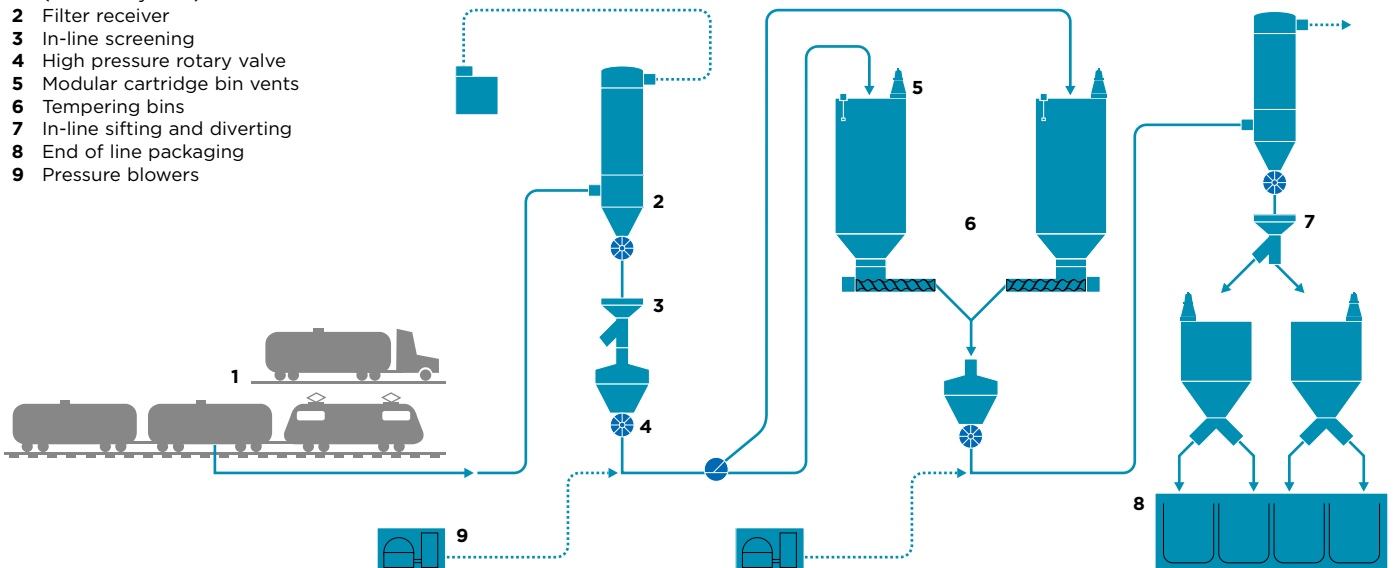 2 Filter receiver
3 In-line screening
4 High pressure rotary valve
5 Modular cartridge bin vents
6 Tempering bins
7 In-line sifting and diverting
8 End of line packaging
9 Pressure blowers
5
2
6
7
3
1
4
8
9